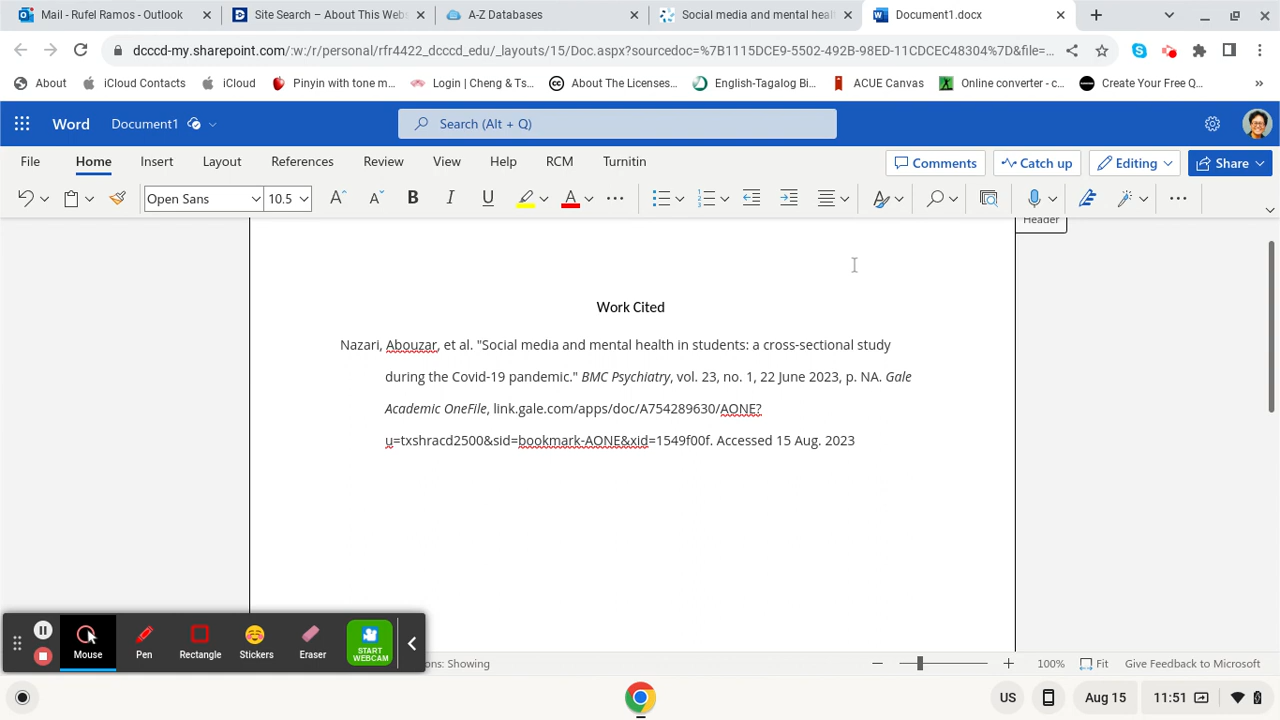 Mail - Rufel Ramos - Outlook
Site Search – About This Webs
A-Z Databases
Social media and mental heal
Document1.docx
dcccd-my.sharepoint.com/:w:/r/personal/rfr4422_dcccd_edu/_layouts/15/Doc.aspx?sourcedoc=%7B1115DCE9-5502-492B-98ED-11CDCEC48304%7D&file=...
About
iCloud Contacts
iCloud
Pinyin with tone m...
Login | Cheng & Ts...
About The Licenses...
English-Tagalog Bi...
ACUE Canvas
Online converter - c...
Create Your Free Q...
»
Word Document1
Search (Alt + Q)
File Home Insert Layout References Review View Help RCM Turnitin
Comments Catch up Editing Share
Open Sans 10.5 A A B I U A
Header
Work Cited
Nazari, Abouzar, et al. "Social media and mental health in students: a cross-sectional study
during the Covid-19 pandemic." BMC Psychiatry, vol. 23, no. 1, 22 June 2023, p. NA. Gale
Academic OneFile, link.gale.com/apps/doc/A754289630/AONE?
u=txshracd2500&sid=bookmark-AONE&xid=1549f00f. Accessed 15 Aug. 2023
Mouse Pen Rectangle Stickers Eraser START WEBCAM
ons: Showing
100% Fit Give Feedback to Microsoft
US Aug 15 11:51